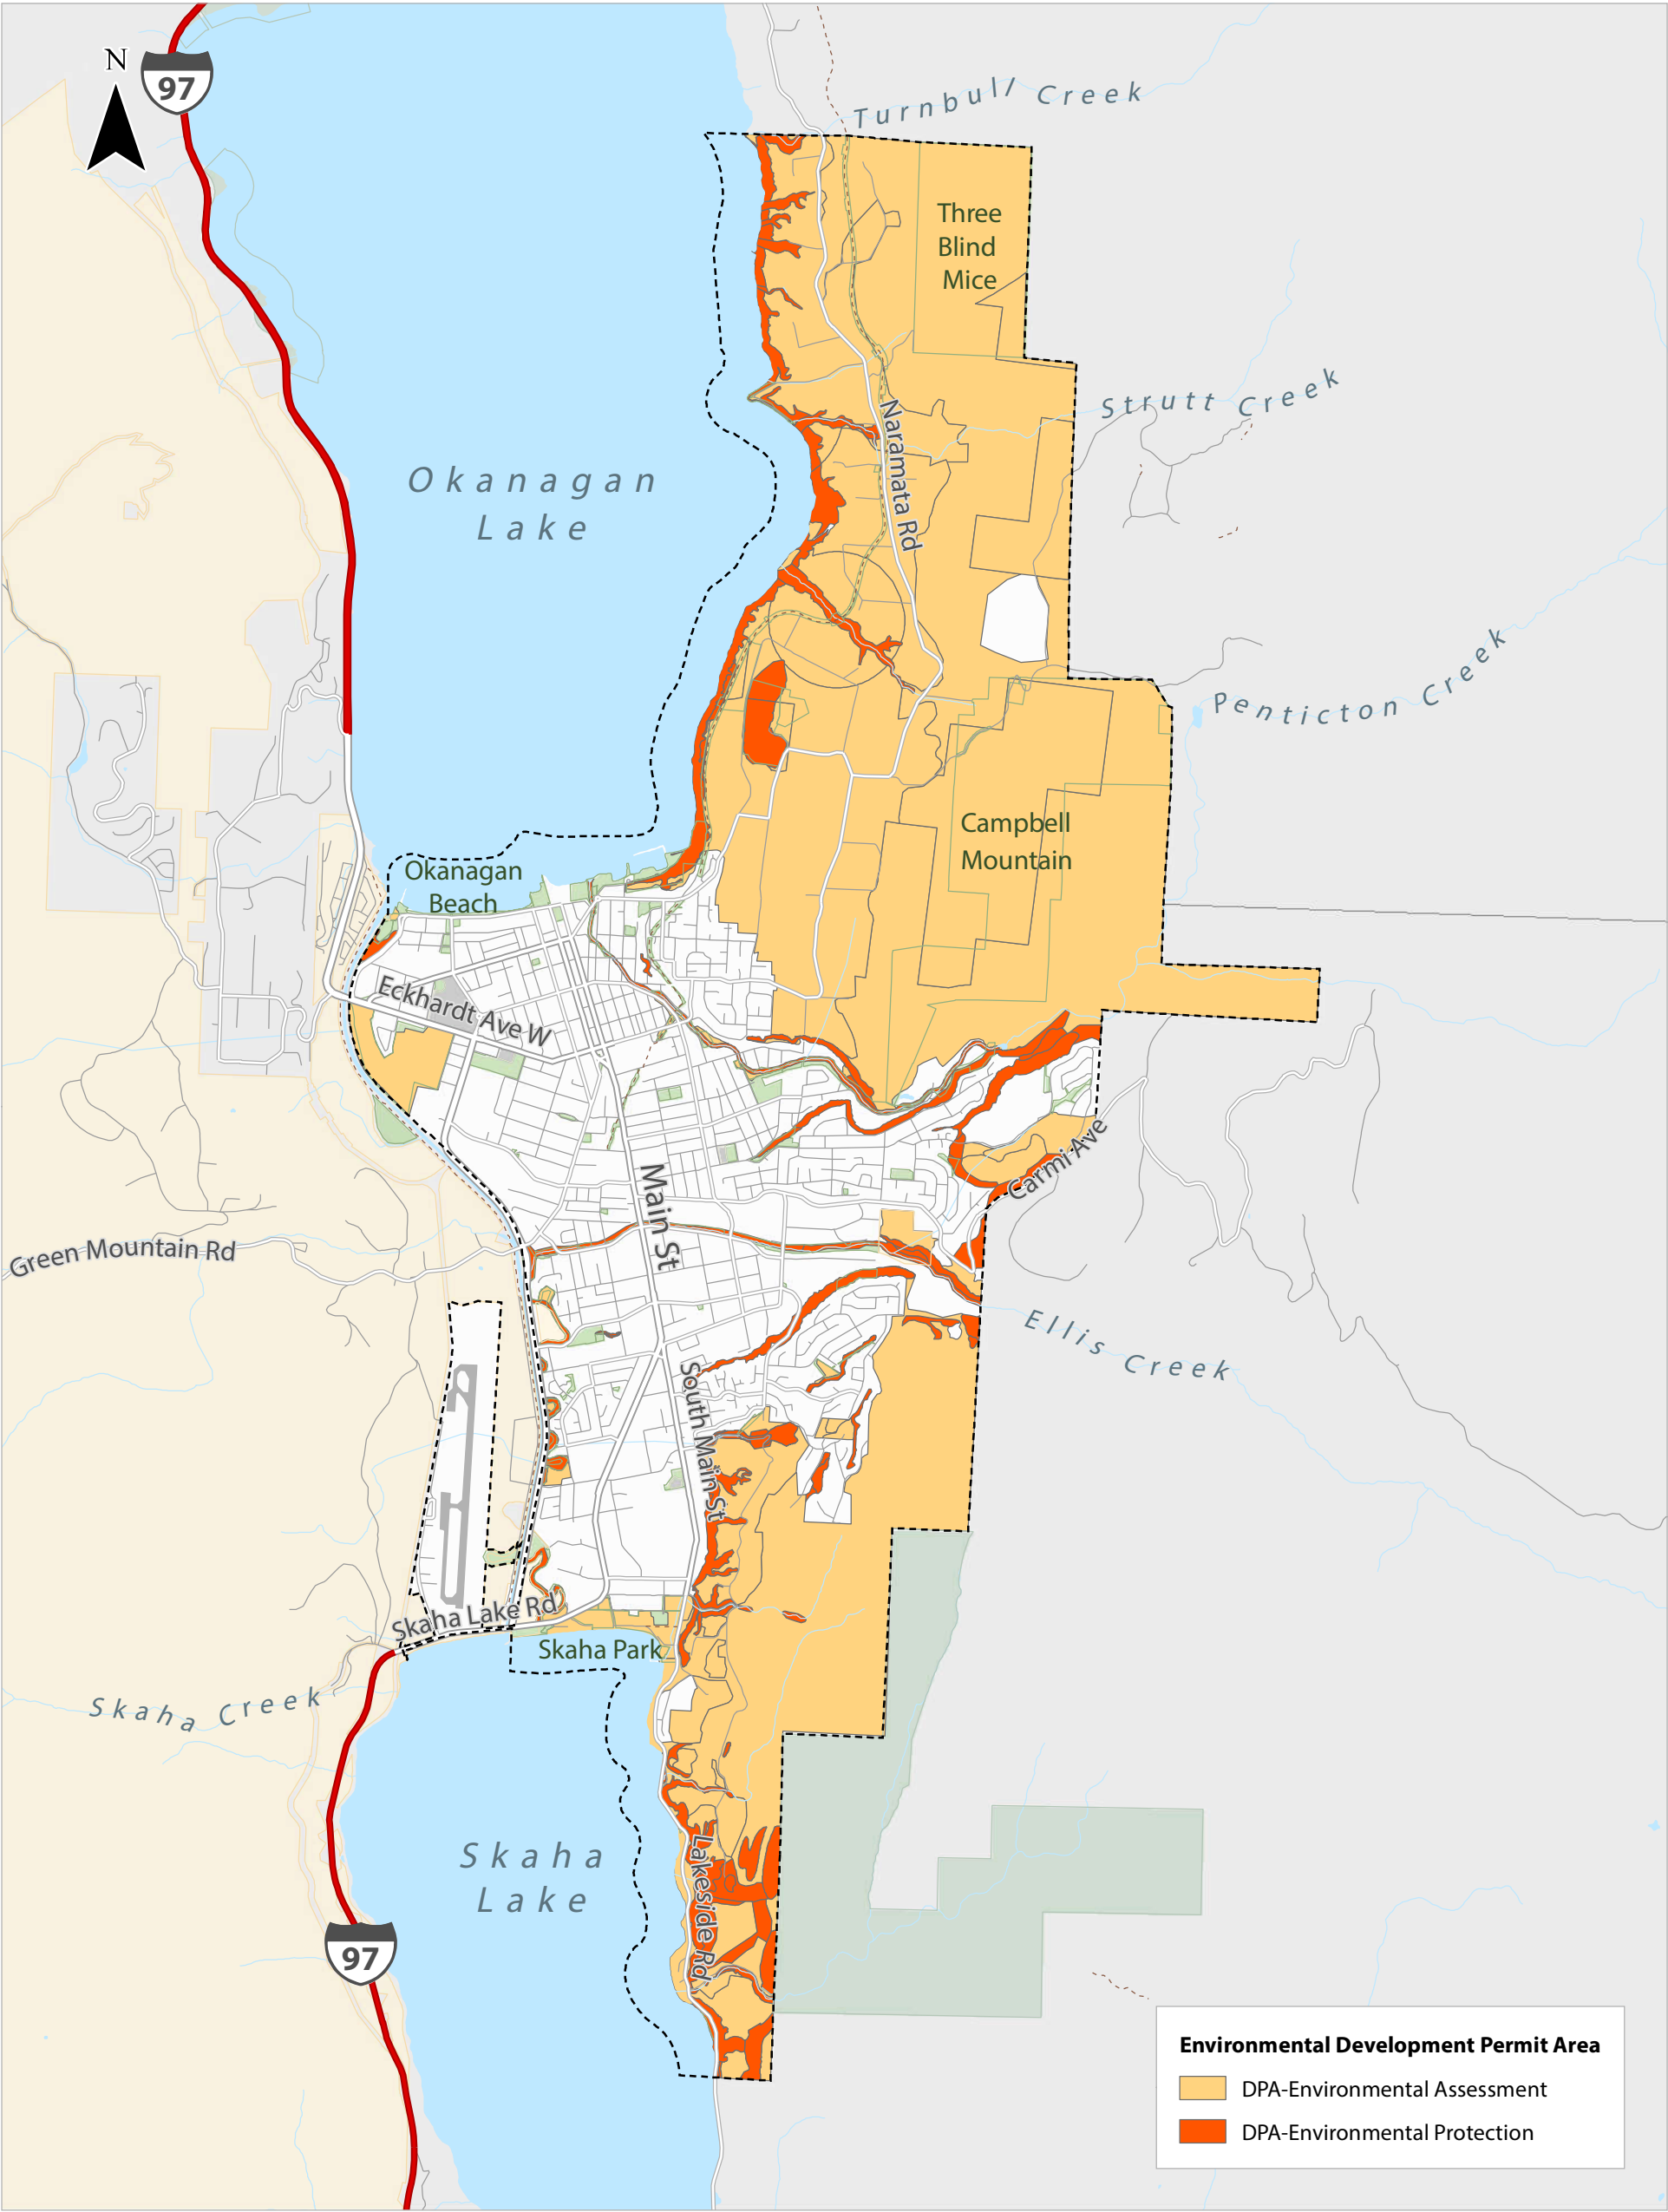 N
97
Turnbull Creek
Three
Blind
Mice
Strutt Creek
Naramata Rd
Okanagan
Lake
Penticton Creek
Campbell
Mountain
Okanagan
Beach
Eckhardt Ave W
Main St
Carmi Ave
Green Mountain Rd
Ellis Creek
South Main St
Skaha Lake Rd
Skaha Park
Skaha Creek
Skaha
Lake
Lakeside Rd
97
Environmental Development Permit Area
DPA-Environmental Assessment
DPA-Environmental Protection